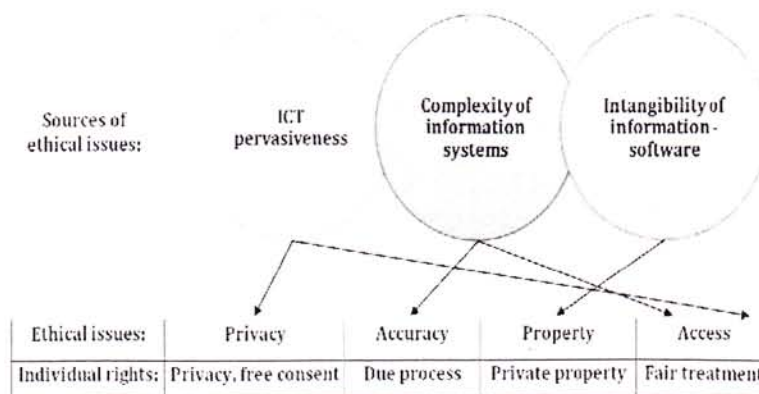 Sources of
ethical issues:
ICT
pervasiveness
Complexity of
information
systems
Intangibility of
information -
software
Ethical issues: Privacy Accuracy Property Access
Individual rights: Privacy, free consent Due process Private property Fair treatment